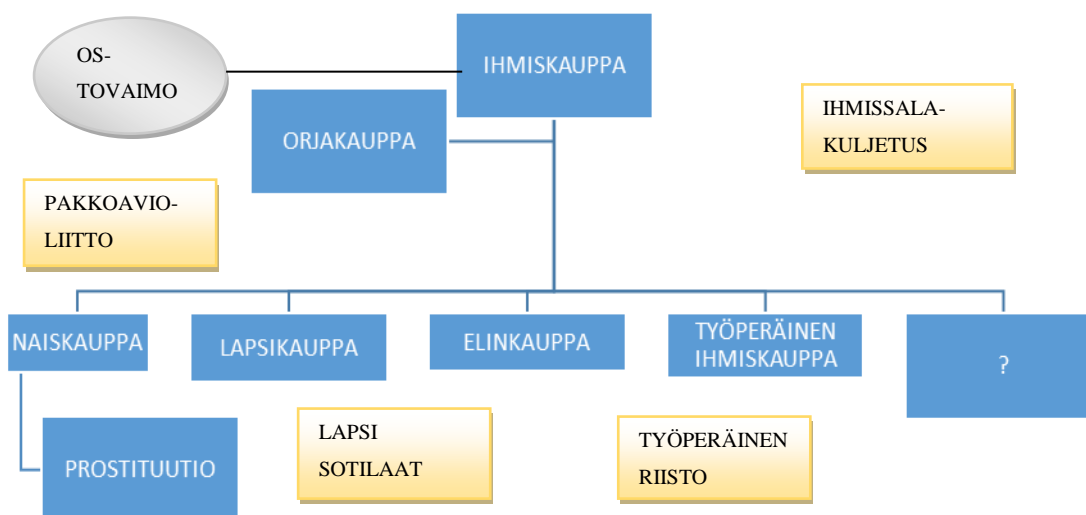 OS-
TOVAIMO
IHMISKAUPPA
ORJAKAUPPA
IHMISSALA-
KULJETUS
PAKKOAVIO-
LIITTO
NAISKAUPPA
LAPSIKAUPPA
ELINKAUPPA
TYÖPERÄINEN
IHMISKAUPPA
?
PROSTITUUTIO
LAPSI
SOTILAAT
TYÖPERÄINEN
RIISTO